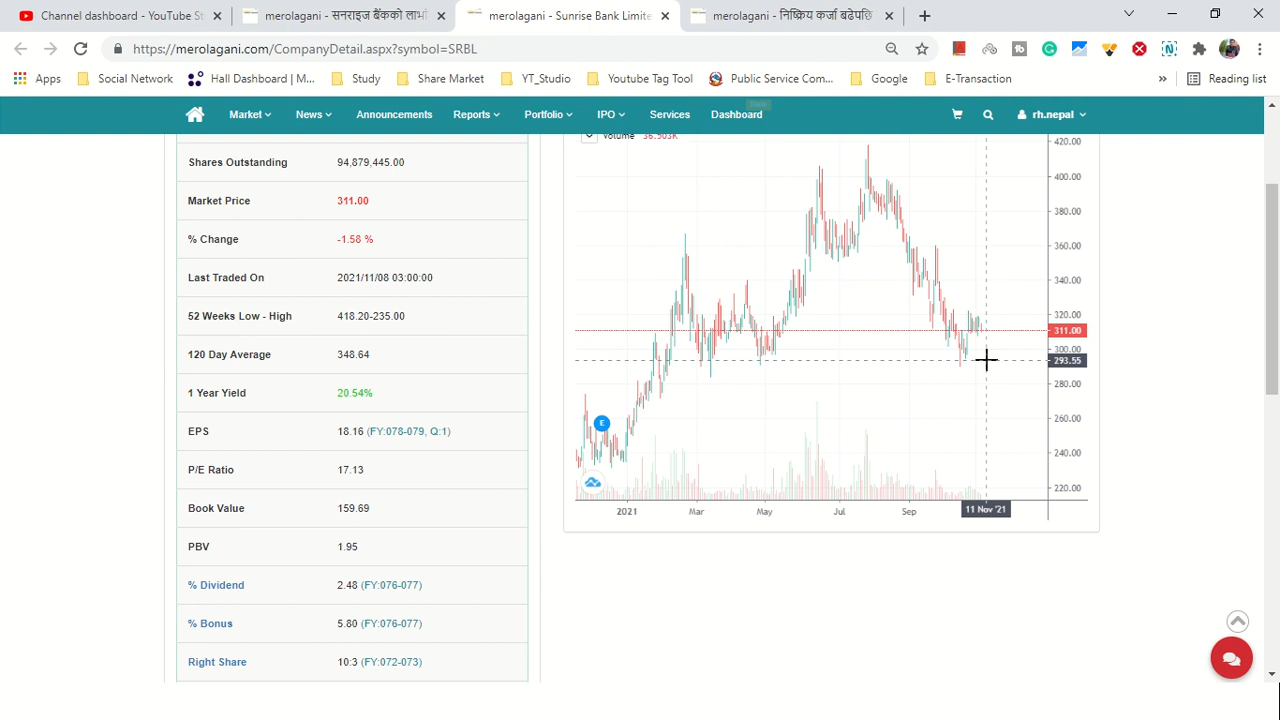 Channel dashboard - YouTube St
merolagani - सनराइज बैंकको लाभां
merolagani - Sunrise Bank Limite
merolagani - निष्क्रिय कर्जा बढेपछि
https://merolagani.com/CompanyDetail.aspx?symbol=SRBL
Apps
Social Network
Hall Dashboard | M...
Study
Share Market
YT_Studio
Youtube Tag Tool
Public Service Com...
Google
E-Transaction
»
Reading list
Market
News
Announcements
Reports
Portfolio
IPO
Services
Dashboard
rh.nepal
Shares Outstanding 94,879,445.00
Market Price 311.00
% Change -1.58 %
Last Traded On 2021/11/08 03:00:00
52 Weeks Low - High 418.20-235.00
120 Day Average 348.64
1 Year Yield 20.54%
EPS 18.16 (FY:078-079, Q:1)
P/E Ratio 17.13
Book Value 159.69
PBV 1.95
% Dividend 2.48 (FY:076-077)
% Bonus 5.80 (FY:076-077)
Right Share 10:3 (FY:072-073)
Volume 36.503K
420.00
400.00
380.00
360.00
340.00
320.00
311.00
300.00
293.55
280.00
260.00
240.00
220.00
E
2021 Mar May Jul Sep 11 Nov '21